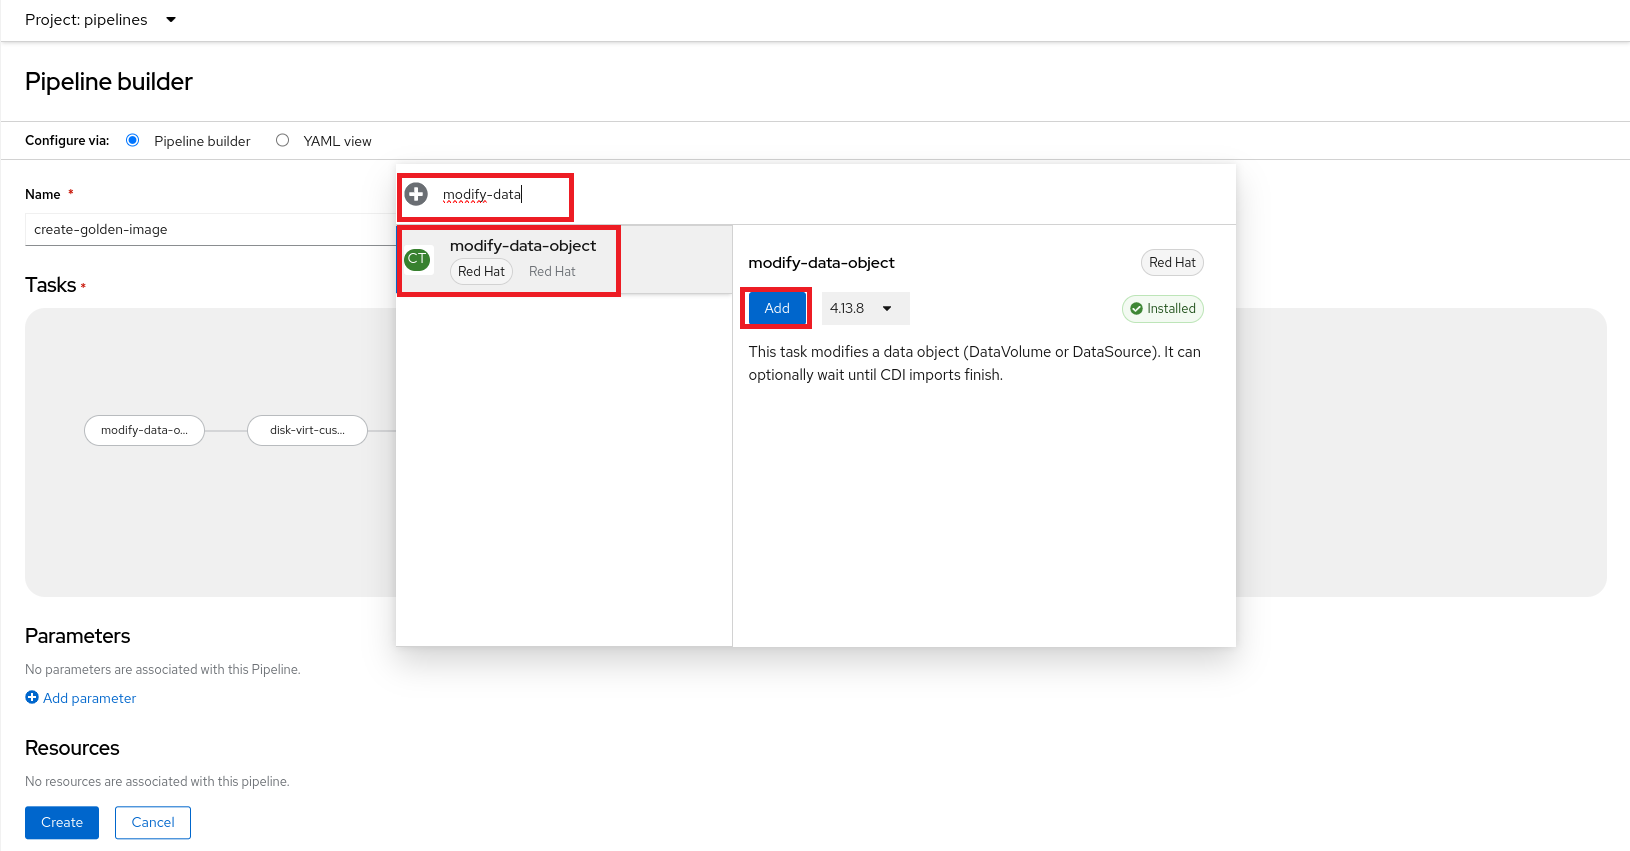 Project: pipelines
Pipeline builder
Configure via: Pipeline builder YAML view
Name *
create-golden-image
Tasks *
modify-data-o...
disk-virt-cus...
modify-data
CT
modify-data-object
Red Hat Red Hat
modify-data-object Red Hat
Add 4.13.8 Installed
This task modifies a data object (DataVolume or DataSource). It can
optionally wait until CDI imports finish.
Parameters
No parameters are associated with this Pipeline.
Add parameter
Resources
No resources are associated with this pipeline.
Create Cancel